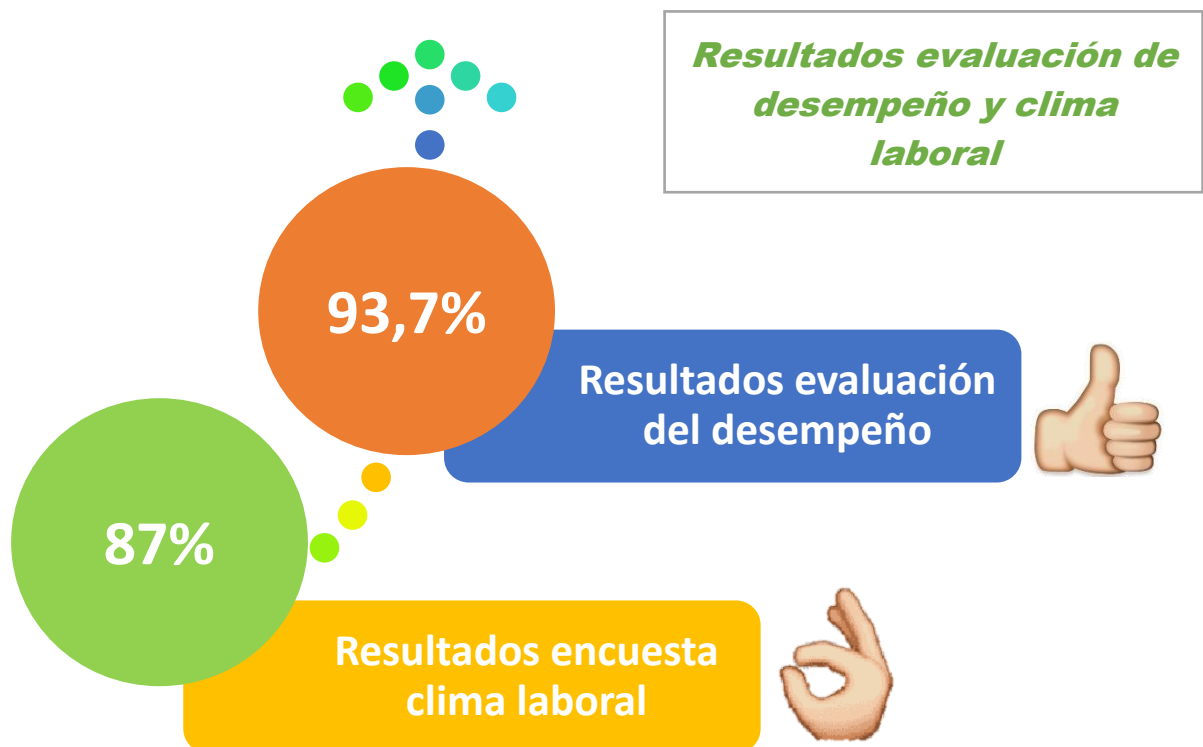 Resultados evaluación de
desempeño y clima
laboral
93,7%
Resultados evaluación
del desempeño
87%
Resultados encuesta
clima laboral